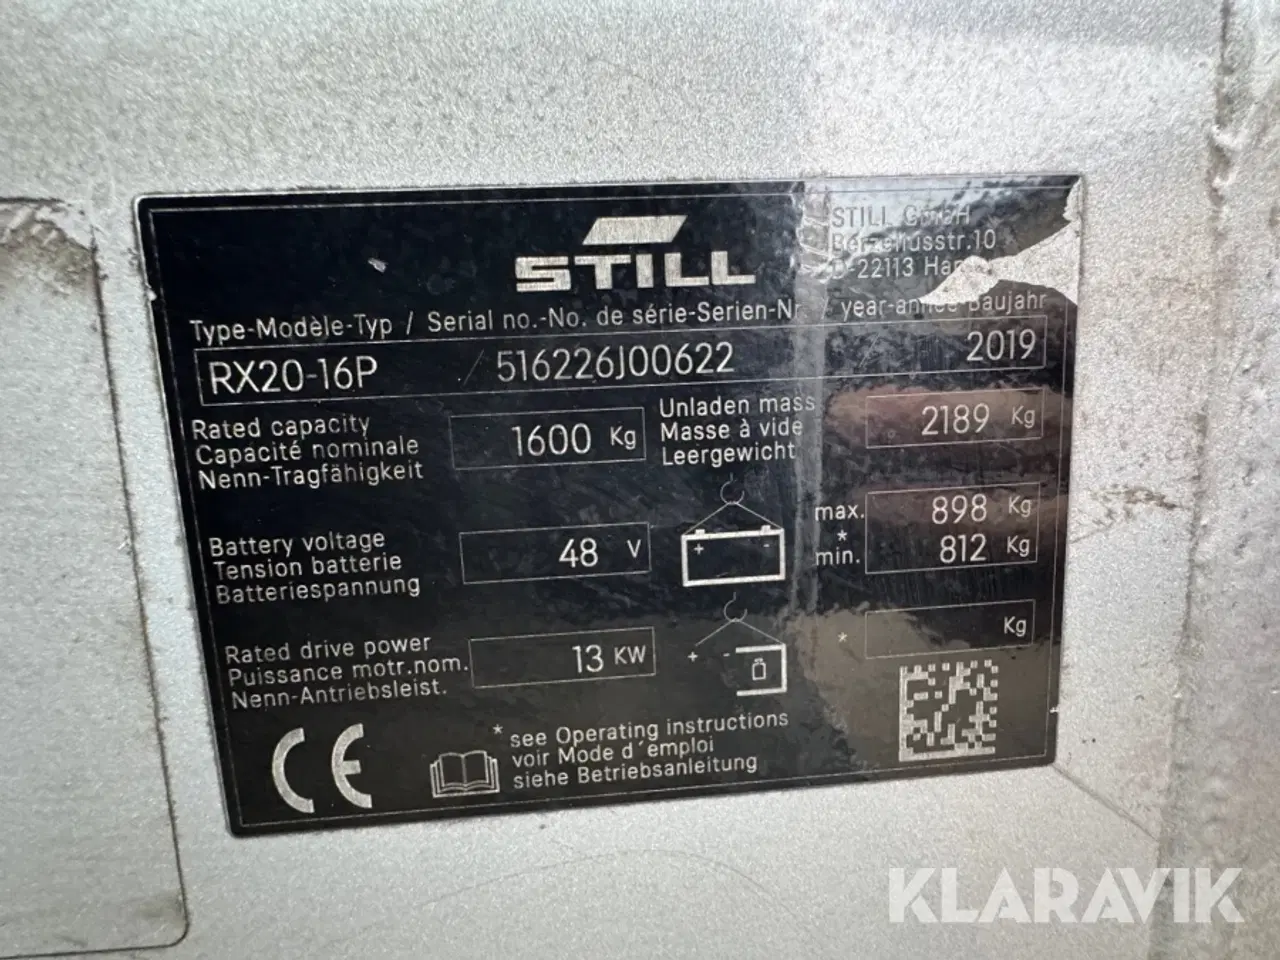 STILL
STILL GmbH
Berzeliusstr.10
D-22113
Type-Modèle-Typ / Serial no.-No. de série-Serien-Nr. / year-année-Baujahr
RX20-16P / 516226J00622 2019
Rated capacity
Capacité nominale
Nenn-Tragfähigkeit
1600 Kg
Unladen mass
Masse à vide
Leergewicht
2189 Kg
Battery voltage
Tension batterie
Batteriespannung
48 V
+ -
max. 898 Kg
*
min. 812 Kg
Rated drive power
Puissance motr.nom.
Nenn-Antriebsleist.
13 KW
+ -
* Kg
CE
* see Operating instructions
voir Mode d´emploi
siehe Betriebsanleitung
KLARAVIK